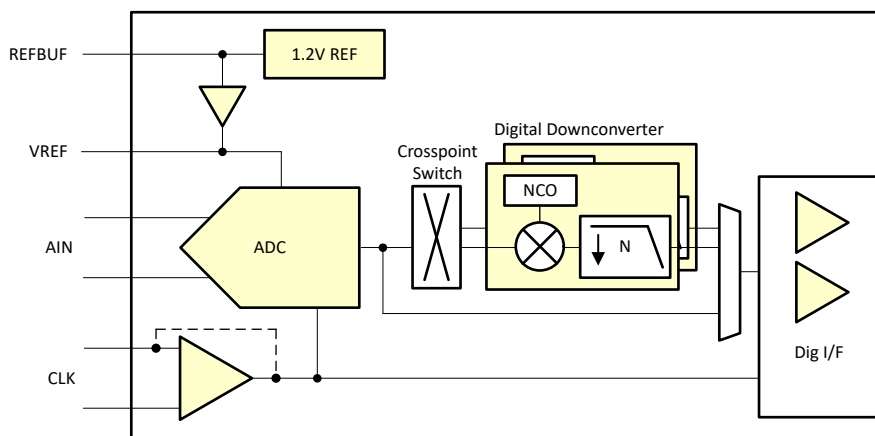 REFBUF
1.2V REF
Digital Downconverter
VREF
Crosspoint
Switch
NCO
AIN
ADC
N
Dig I/F
CLK